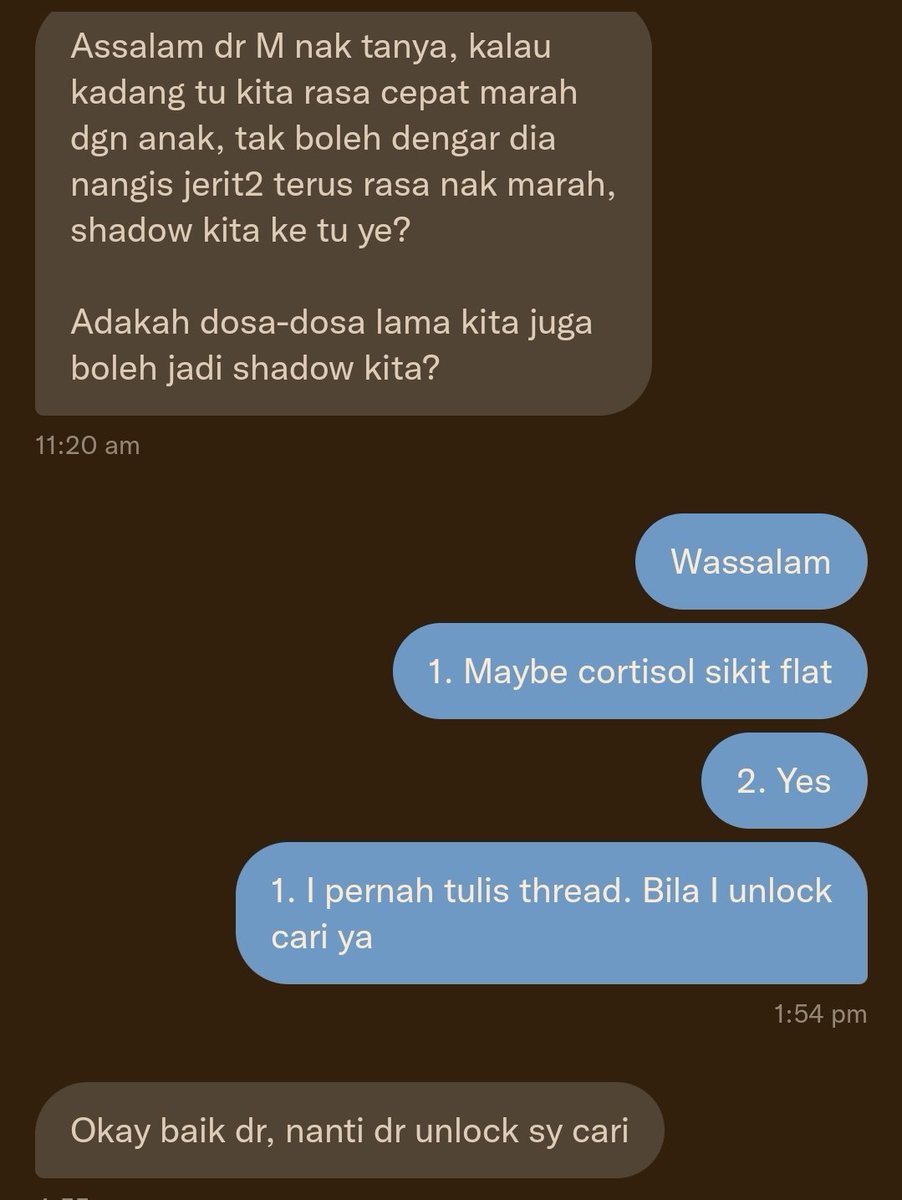 Assalam dr M nak tanya, kalau
kadang tu kita rasa cepat marah
dgn anak, tak boleh dengar dia
nangis jerit2 terus rasa nak marah,
shadow kita ke tu ye?
Adakah dosa-dosa lama kita juga
boleh jadi shadow kita?
11:20 am
Wassalam
1. Maybe cortisol sikit flat
2. Yes
1. I pernah tulis thread. Bila I unlock
cari ya
1:54 pm
Okay baik dr, nanti dr unlock sy cari